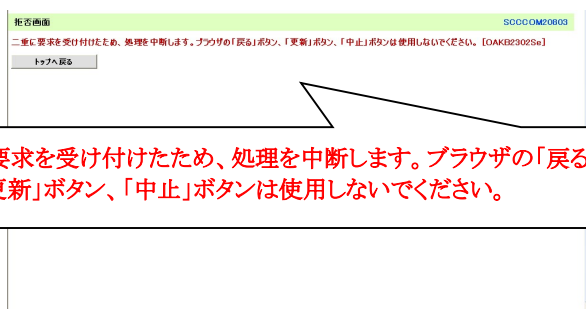 拒否画面 SCCCOM20803
二重に要求を受け付けたため、処理を中断します。ブラウザの「戻る」ボタン、「更新」ボタン、「中止」ボタンは使用しないでください。[OAKB2302Se]
トップへ戻る
要求を受け付けたため、処理を中断します。ブラウザの「戻る
更新」ボタン、「中止」ボタンは使用しないでください。